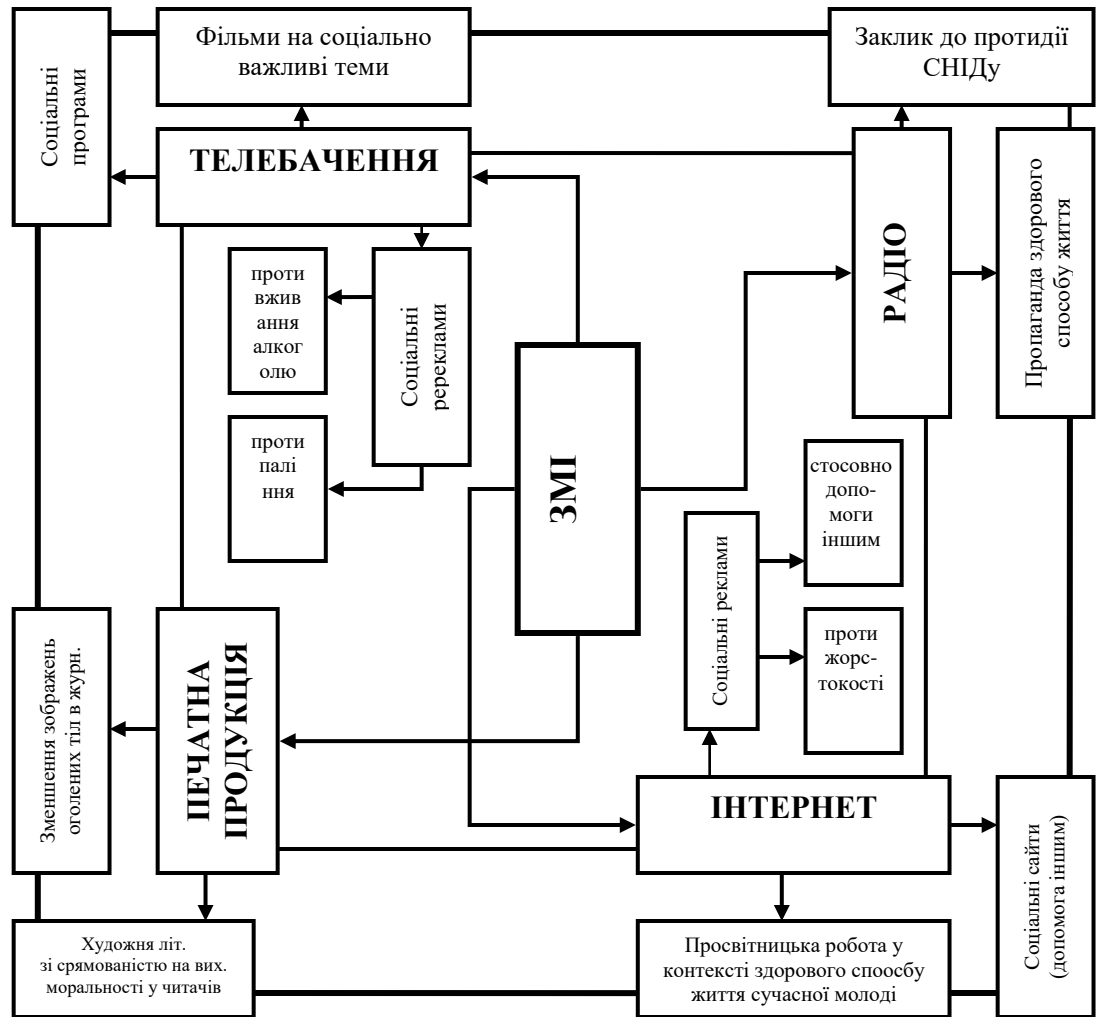 Фільми на соціально
важливі теми
Заклик до протидії
СНІДу
Соціальні
програми
ТЕЛЕБАЧЕННЯ
РАДІО
Пропаганда здорового
способу життя
проти
вжив
ання
алког
олю
Соціальні
ререклами
проти
палі
ння
ЗМІ
стосовно
допо-
моги
іншим
Соціальні реклами
проти
жорс-
токості
Зменшення зображень
оголених тіл в журн.
ПЕЧАТНА
ПРОДУКЦІЯ
ІНТЕРНЕТ
Соціальні сайти
(допомога іншим)
Художня літ.
зі срямованістю на вих.
моральності у читачів
Просвітницька робота у
контексті здорового споосбу
життя сучасної молоді